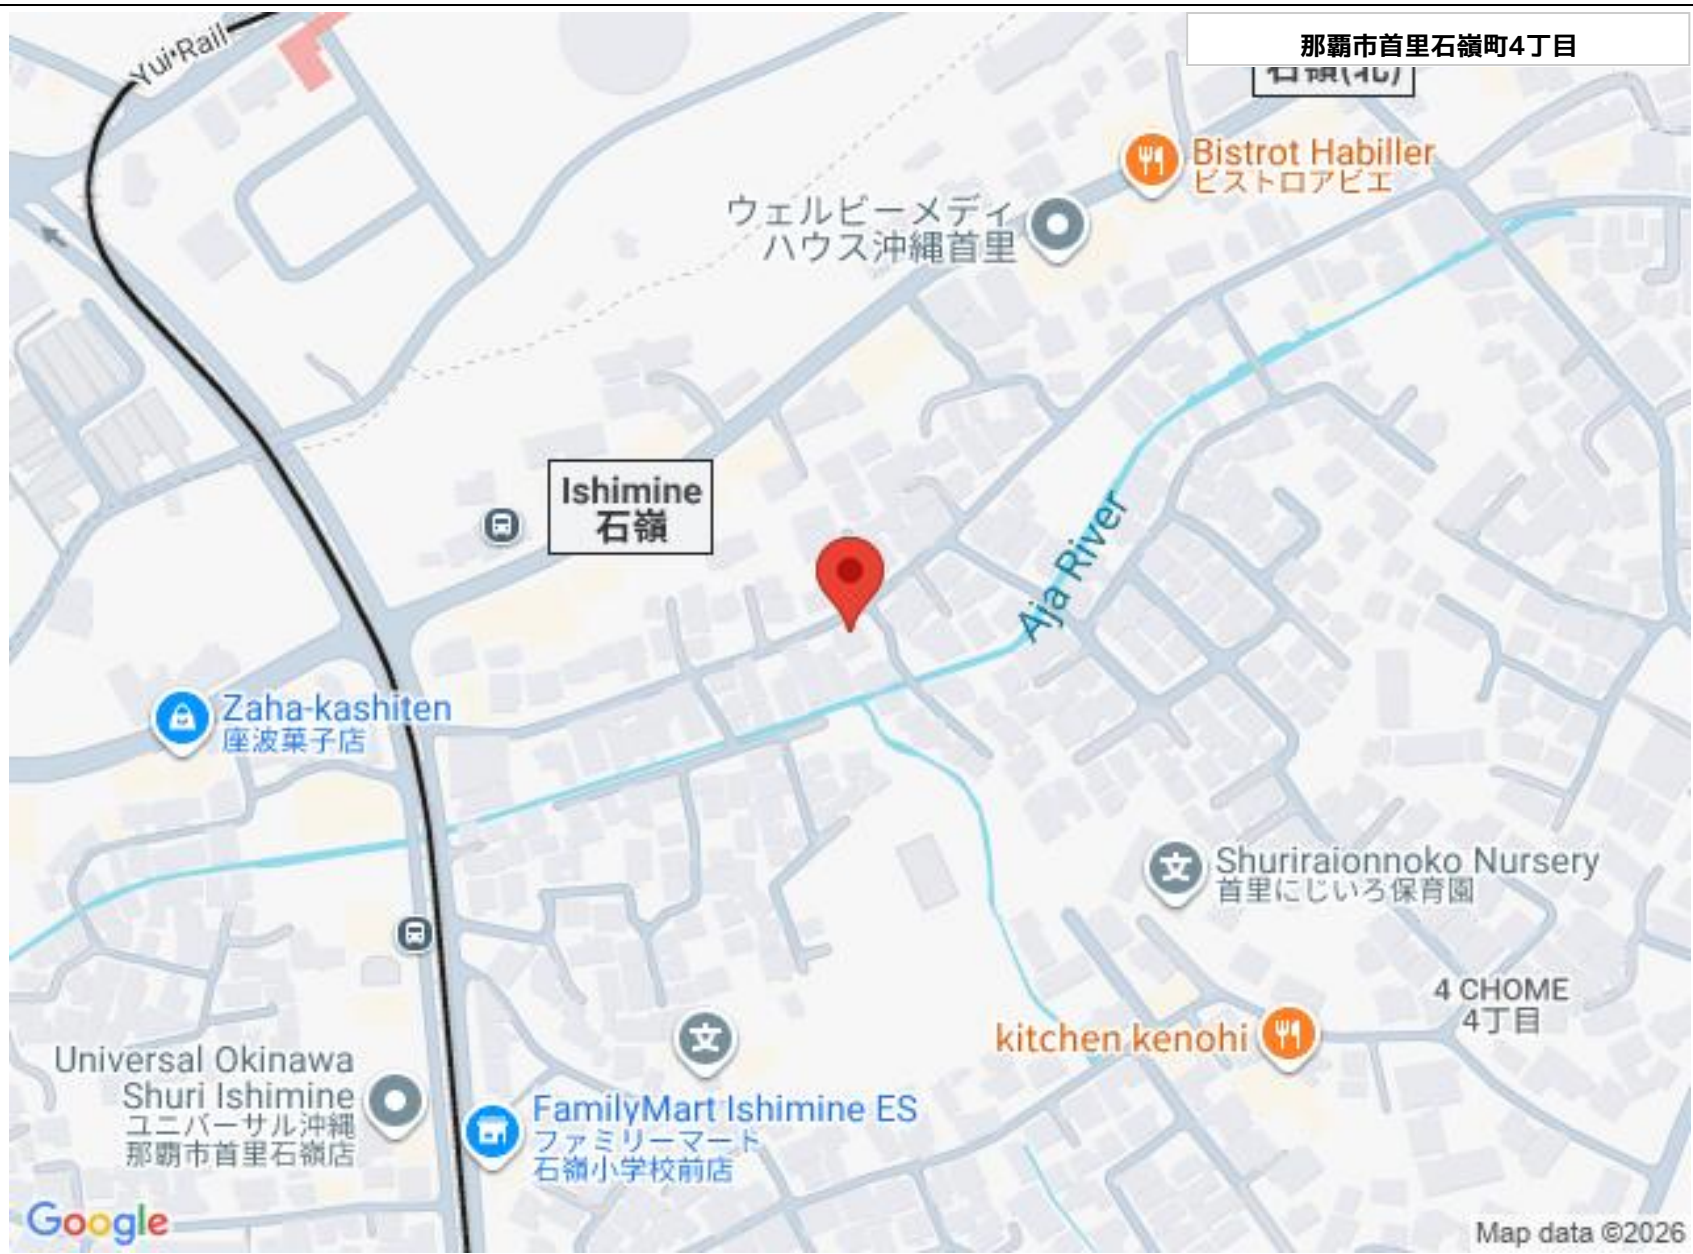 那覇市首里石嶺町4丁目
Yui•Rail
石嶺(北)
Bistrot Habiller
ビストロアビエ
ウェルビーメディ
ハウス沖縄首里
Ishimine
石嶺
Aja River
Zaha-kashiten
座波菓子店
文
Shuriraionnoko Nursery
首里にじいろ保育園
4 CHOME
4丁目
kitchen kenohi
文
Universal Okinawa
Shuri Ishimine
ユニバーサル沖縄
那覇市首里石嶺店
FamilyMart Ishimine ES
ファミリーマート
石嶺小学校前店
Google
Map data ©2026